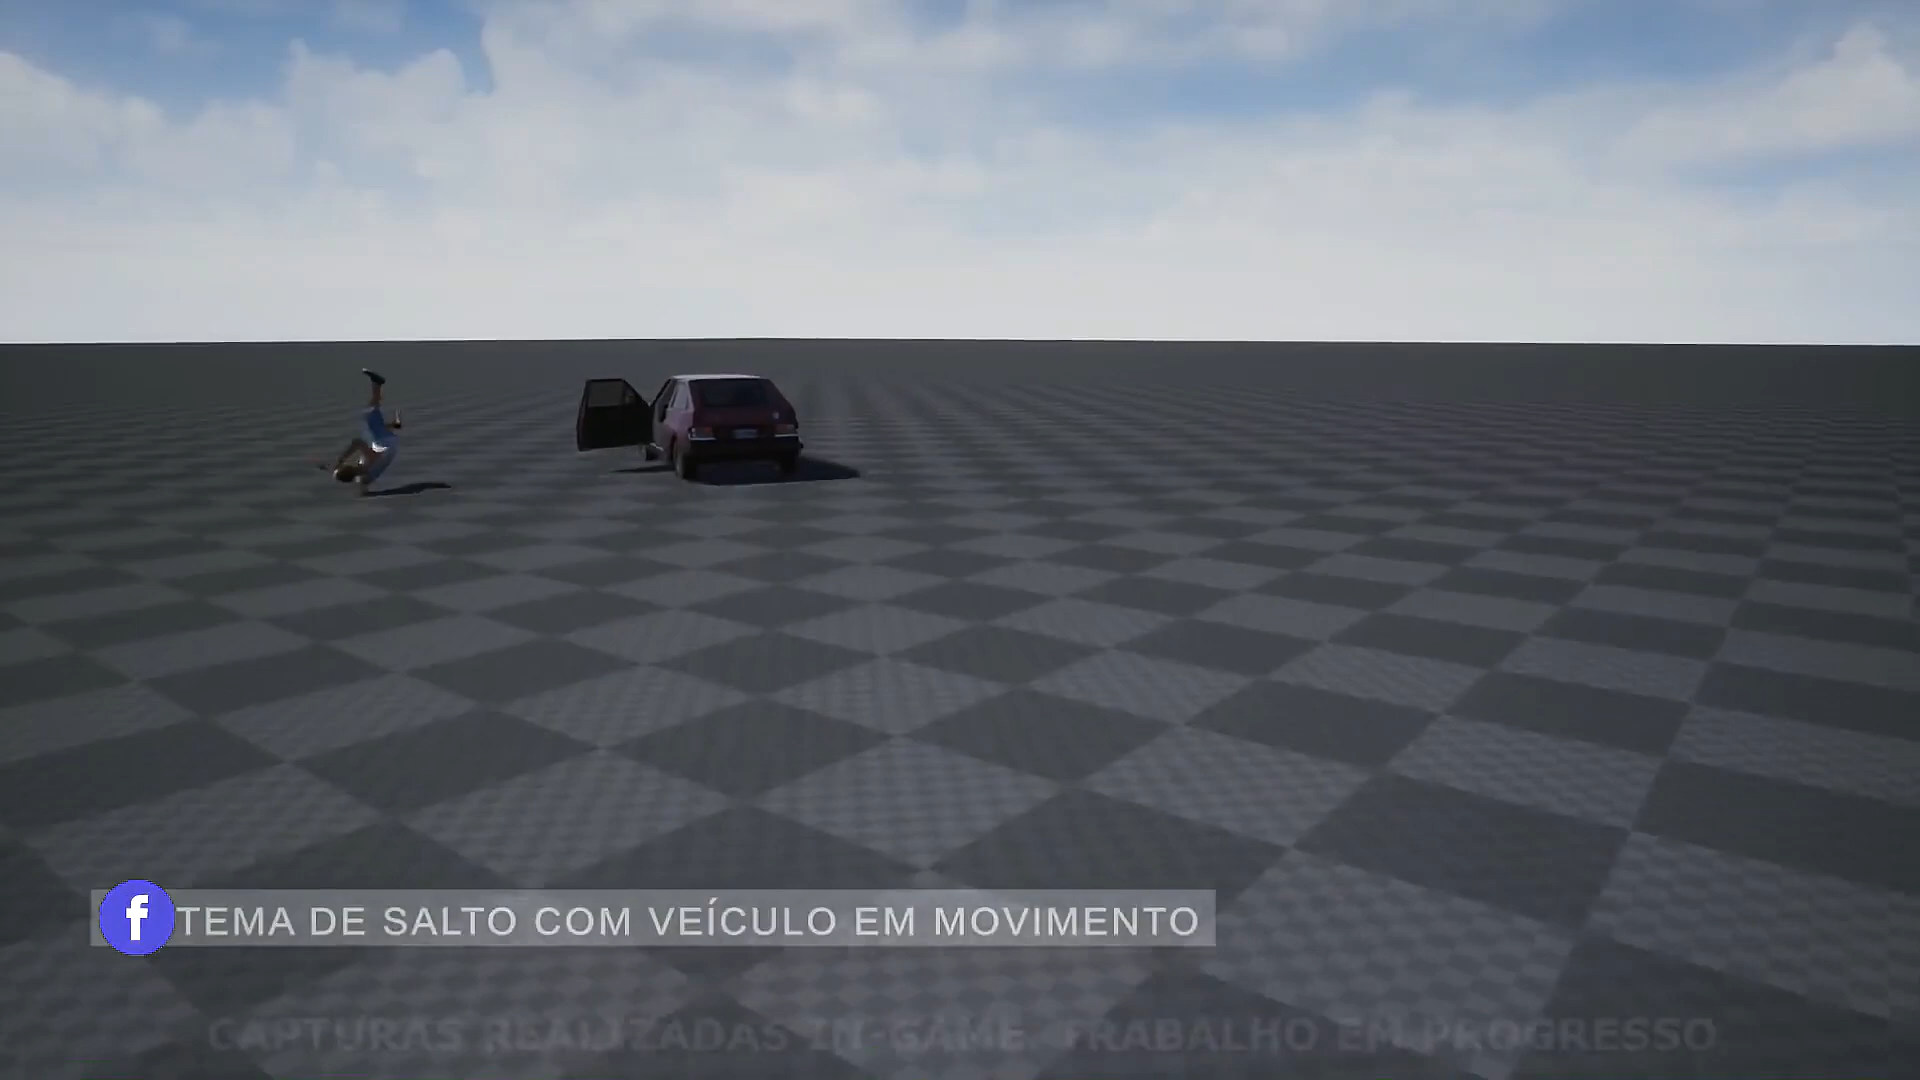 TEMA DE SALTO COM VEÍCULO EM MOVIMENTO
CAPTURAS REALIZADAS IN-GAME. TRABALHO EM PROGRESSO